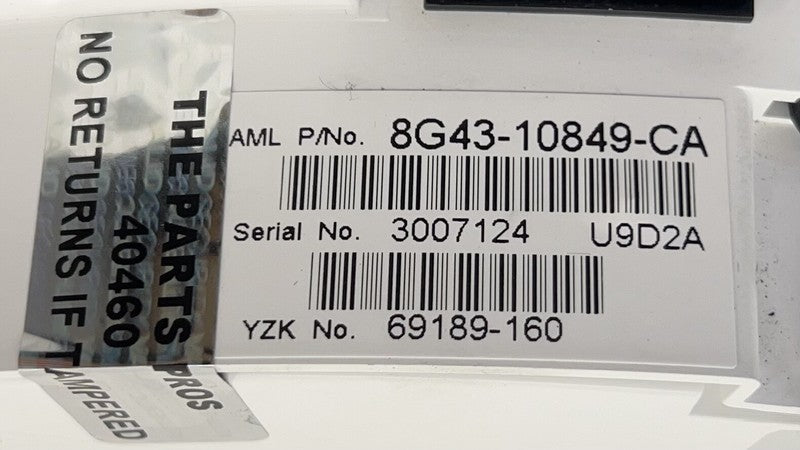 AML P/No. 8G43-10849-CA
Serial No. 3007124 U9D2A
YZK No. 69189-160
THE PARTS PROS
40460
NO RETURNS IF TAMPERED